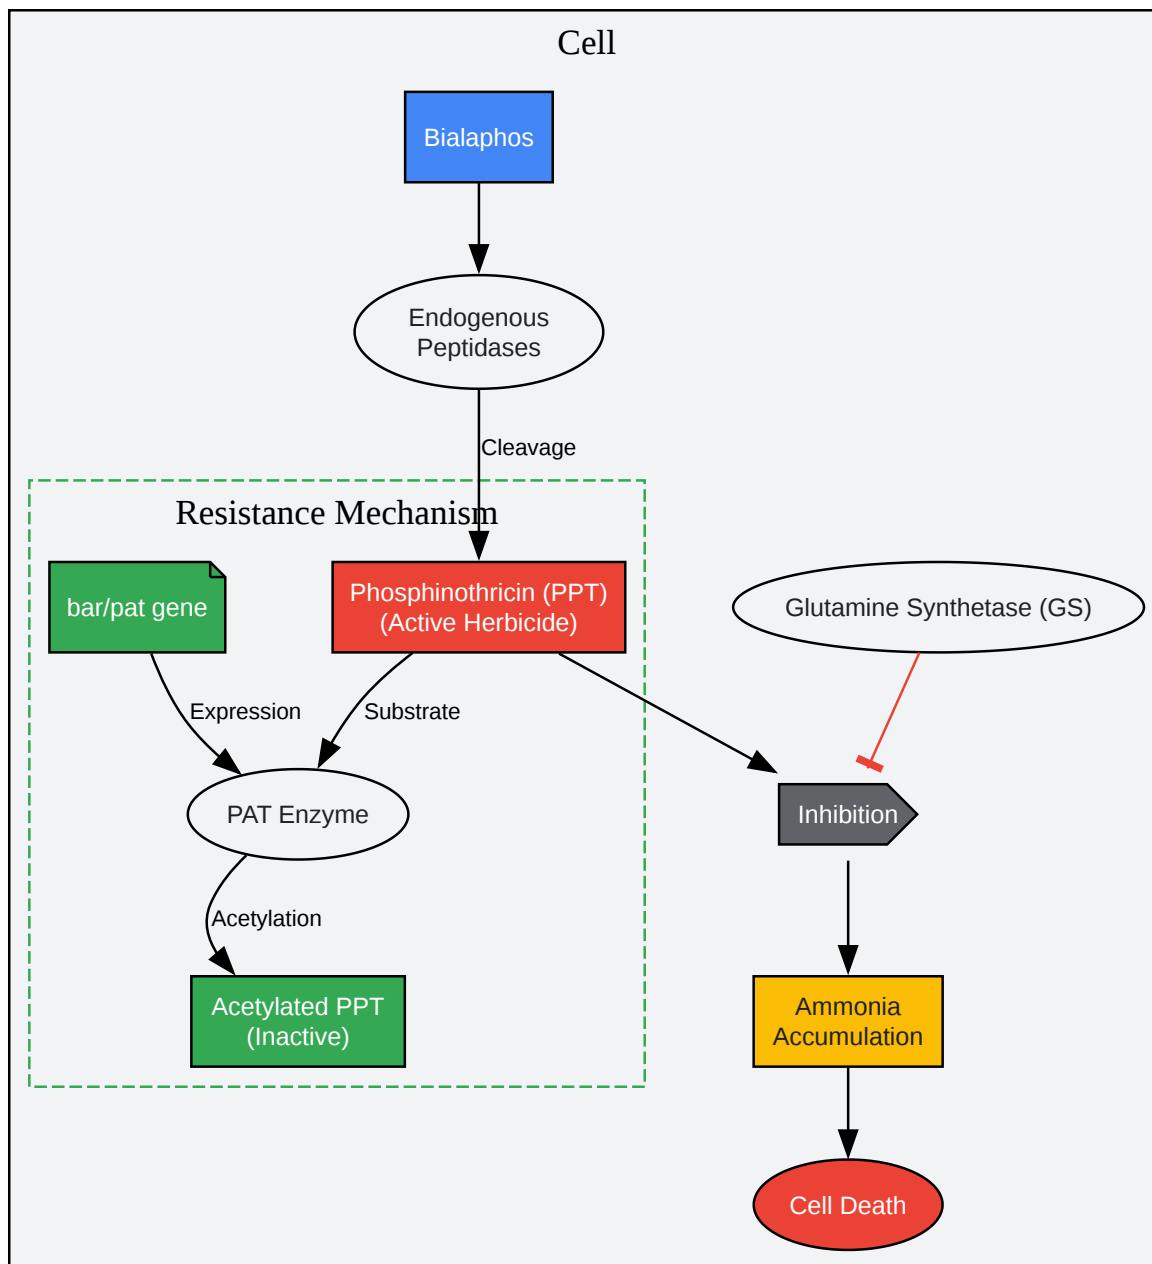 Cell
Bialaphos
Endogenous
Peptidases
Cleavage
Resistance Mechanism
bar/pat gene
Phosphinothricin (PPT)
(Active Herbicide)
Glutamine Synthetase (GS)
Expression
Substrate
PAT Enzyme
Inhibition
Acetylation
Acetylated PPT
(Inactive)
Ammonia
Accumulation
Cell Death